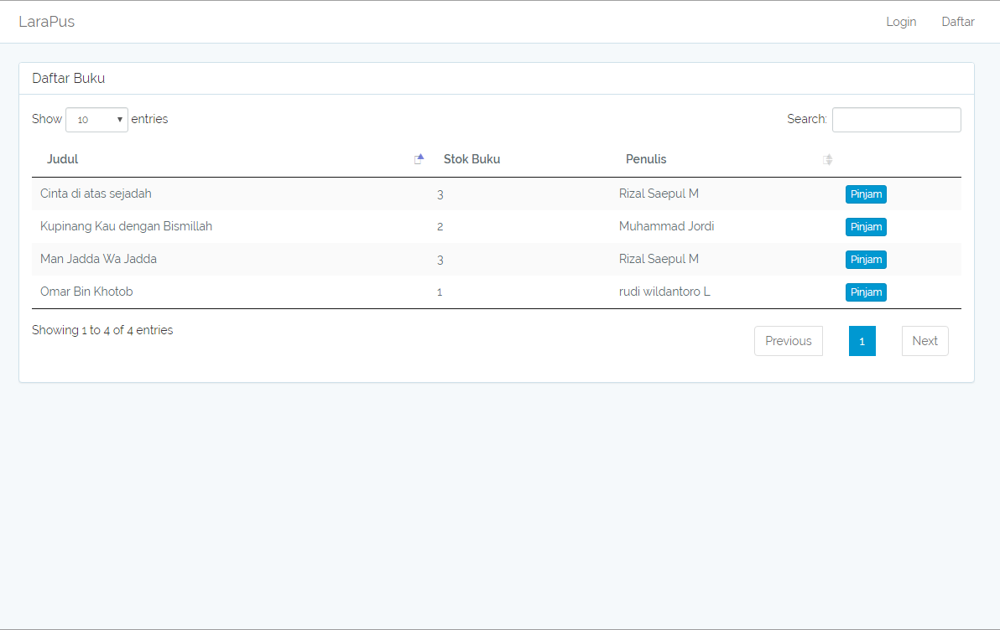 LaraPus Login Daftar
Daftar Buku
Show 10 entries Search:
Judul Stok Buku Penulis
Cinta di atas sejadah 3 Rizal Saepul M Pinjam
Kupinang Kau dengan Bismillah 2 Muhammad Jordi Pinjam
Man Jadda Wa Jadda 3 Rizal Saepul M Pinjam
Omar Bin Khotob 1 rudi wildantoro L Pinjam
Showing 1 to 4 of 4 entries Previous 1 Next